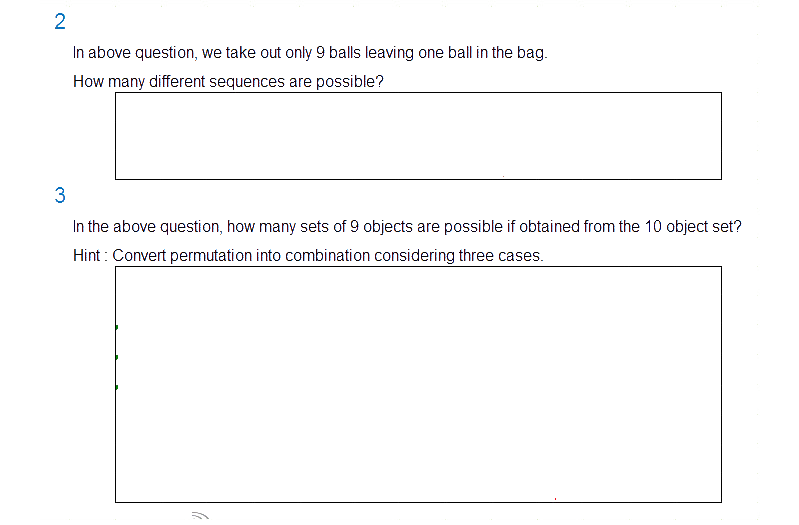 2
In above question, we take out only 9 balls leaving one ball in the bag.
How many different sequences are possible?
3
In the above question, how many sets of 9 objects are possible if obtained from the 10 object set?
Hint : Convert permutation into combination considering three cases.